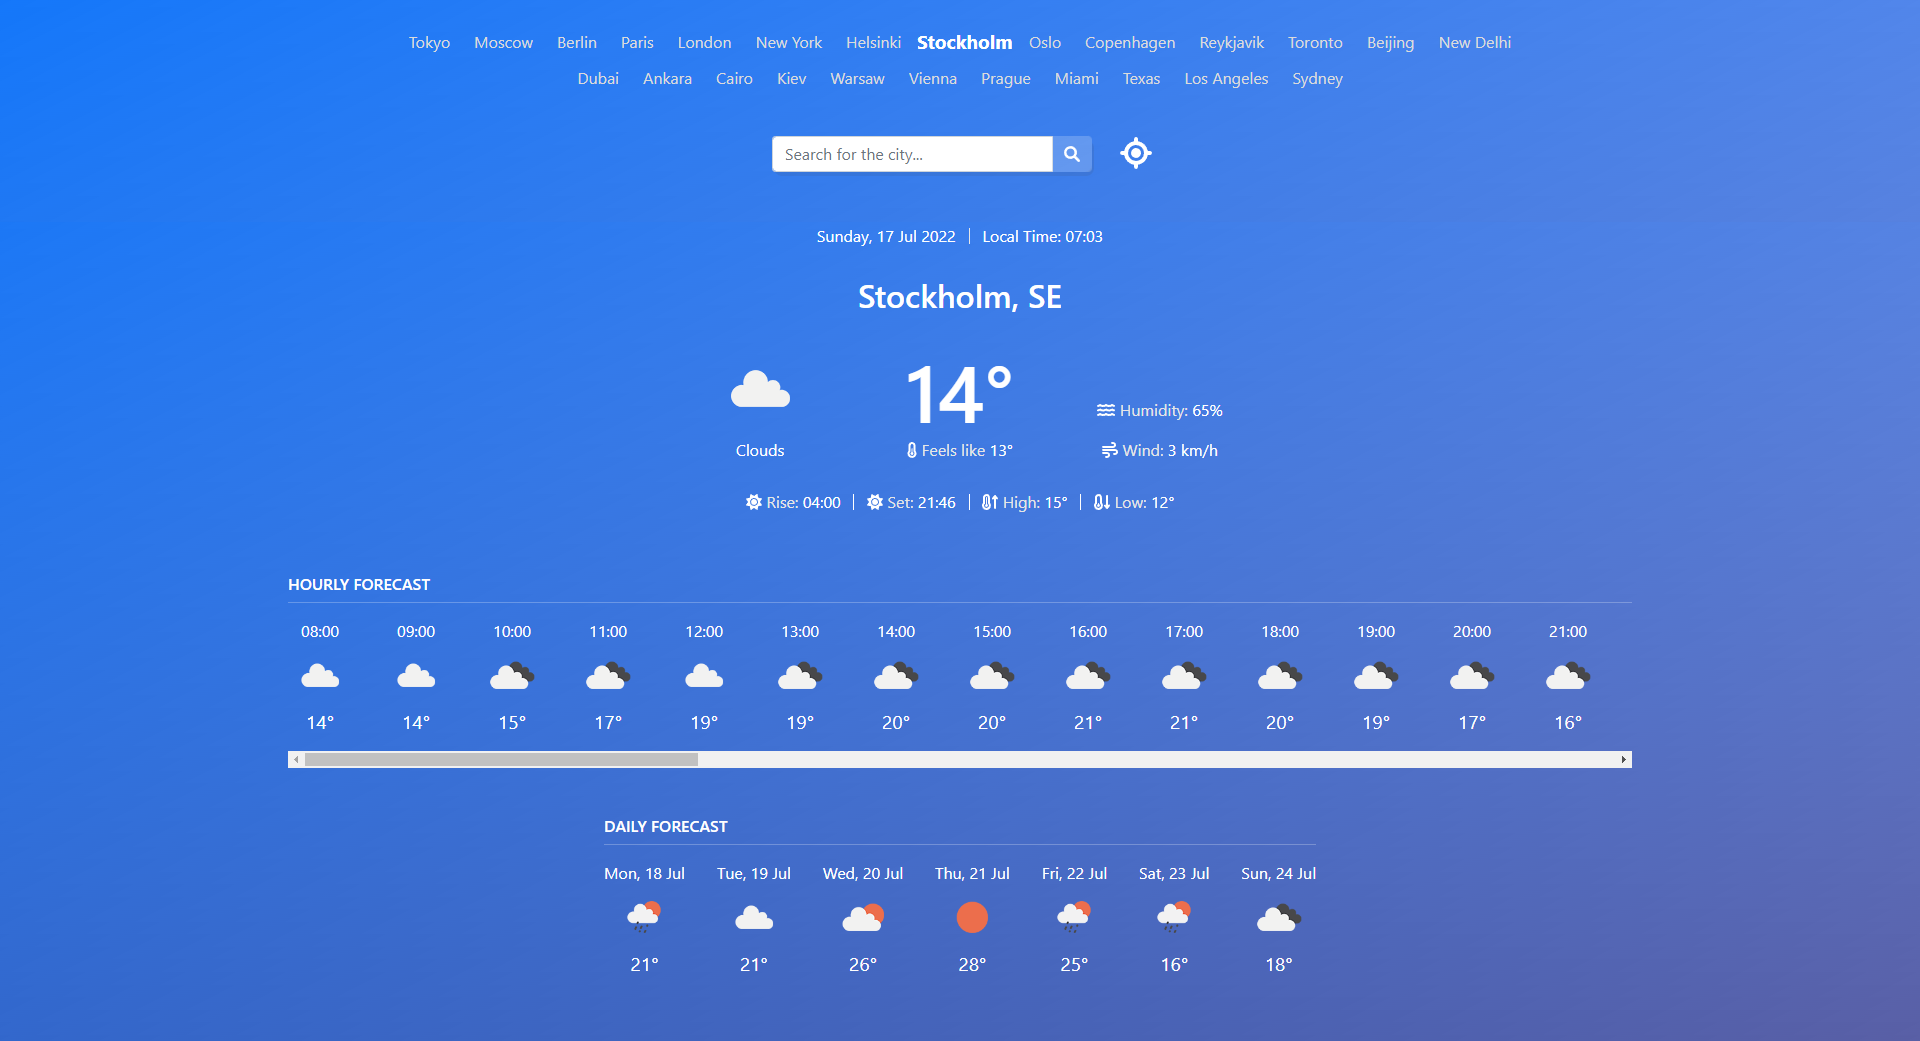 Tokyo Moscow Berlin Paris London New York Helsinki Stockholm Oslo Copenhagen Reykjavik Toronto Beijing New Delhi
Dubai Ankara Cairo Kiev Warsaw Vienna Prague Miami Texas Los Angeles Sydney
Search for the city...
Sunday, 17 Jul 2022 | Local Time: 07:03
Stockholm, SE
14°
Humidity: 65%
Clouds Feels like 13° Wind: 3 km/h
Rise: 04:00 | Set: 21:46 | High: 15° | Low: 12°
HOURLY FORECAST
08:00 09:00 10:00 11:00 12:00 13:00 14:00 15:00 16:00 17:00 18:00 19:00 20:00 21:00
14° 14° 15° 17° 19° 19° 20° 20° 21° 21° 20° 19° 17° 16°
DAILY FORECAST
Mon, 18 Jul Tue, 19 Jul Wed, 20 Jul Thu, 21 Jul Fri, 22 Jul Sat, 23 Jul Sun, 24 Jul
21° 21° 26° 28° 25° 16° 18°